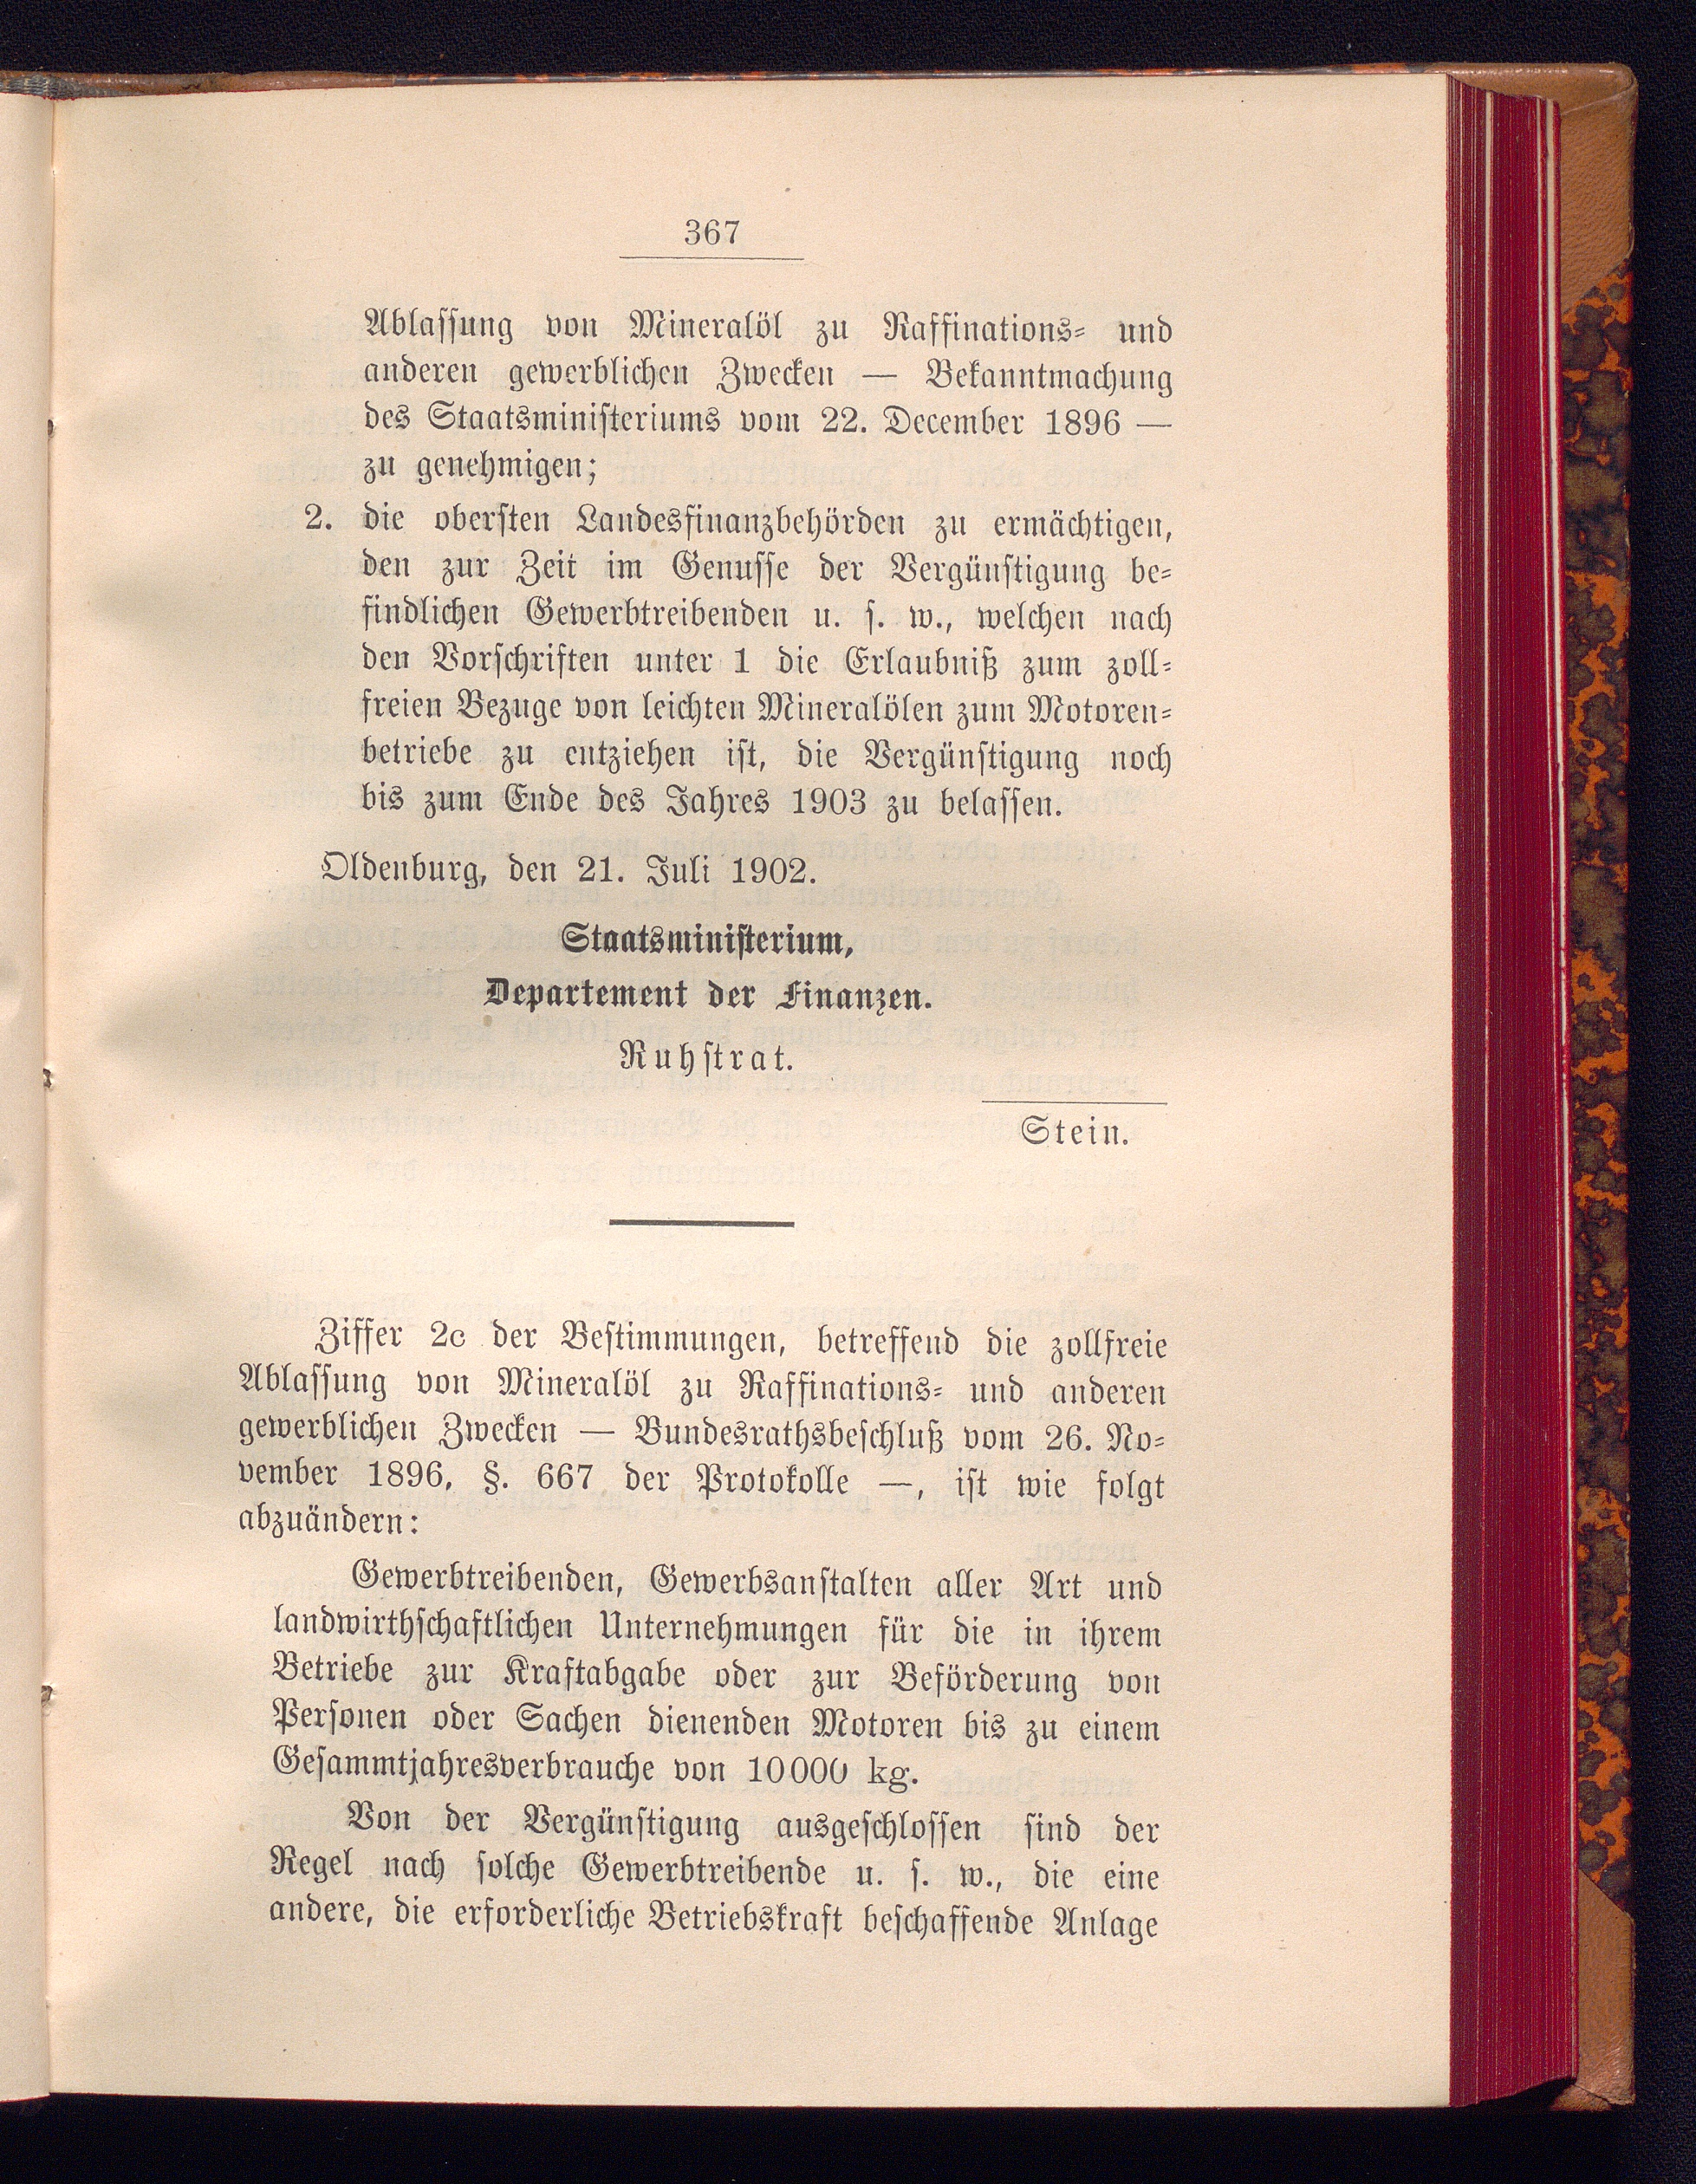 367
Ablassung von Mineralöl zu Raffinations- und
anderen gewerblichen Zwecken — Bekanntmachung
des Staatsministeriums vom 22. December 1896 —
zu genehmigen;
2. die obersten Landesfinanzbehörden zu ermächtigen,
den zur Zeit im Genusse der Vergünstigung be-
findlichen Gewerbtreibenden u. s. w., welchen nach
den Vorschriften unter 1 die Erlaubniß zum zoll-
freien Bezuge von leichten Mineralölen zum Motoren-
betriebe zu entziehen ist, die Vergünstigung noch
bis zum Ende des Jahres 1903 zu belassen.
Oldenburg, den 21. Juli 1902.
Staatsministerium,
Departement der Finanzen.
Ruhstrat.
Stein.
Ziffer 2c der Bestimmungen, betreffend die zollfreie
Ablassung von Mineralöl zu Raffinations- und anderen
gewerblichen Zwecken — Bundesrathsbeschluß vom 26. No-
vember 1896, §. 667 der Protokolle —, ist wie folgt
abzuändern:
Gewerbtreibenden, Gewerbsanstalten aller Art und
landwirthschaftlichen Unternehmungen für die in ihrem
Betriebe zur Kraftabgabe oder zur Beförderung von
Personen oder Sachen dienenden Motoren bis zu einem
Gesammtjahresverbrauche von 10000 kg.
Von der Vergünstigung ausgeschlossen sind der
Regel nach solche Gewerbtreibende u. s. w., die eine
andere, die erforderliche Betriebskraft beschaffende Anlage